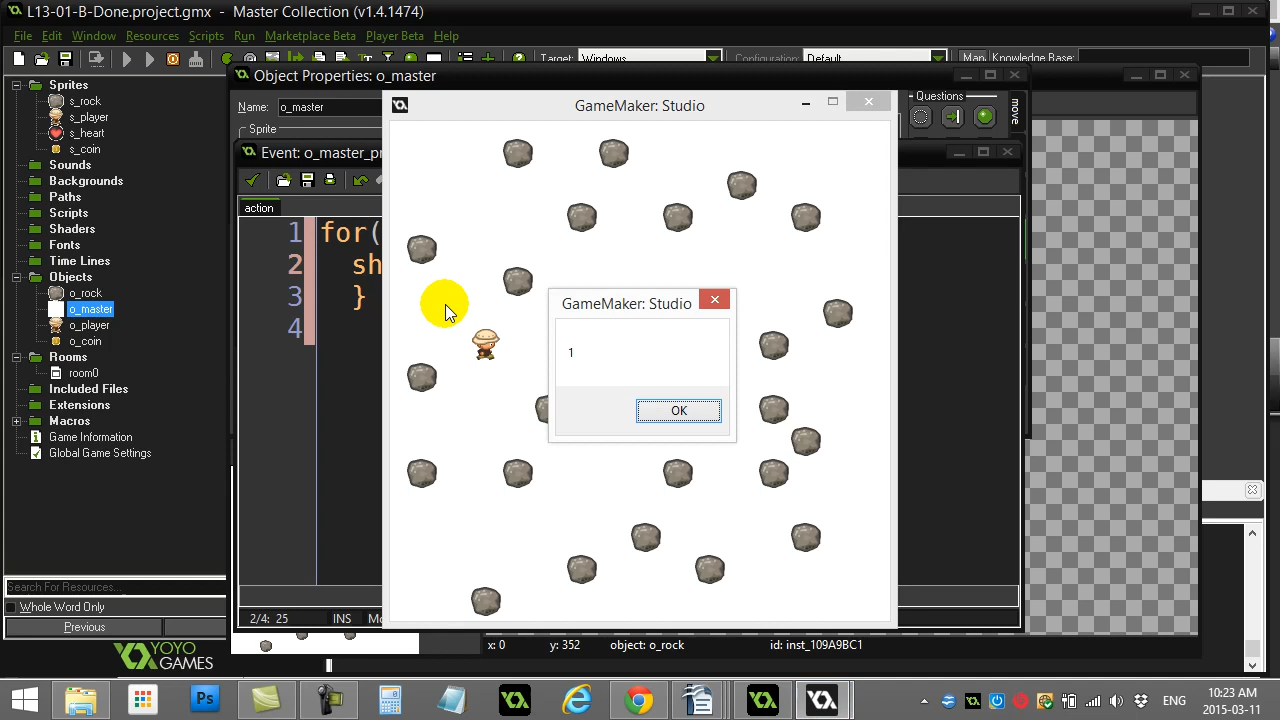 L13-01-B-Done.project.gmx - Master Collection (v1.4.1474)
File Edit Window Resources Scripts Run Marketplace Beta Player Beta Help
Target: Windows Configuration: Default Man Knowledge Base:
Sprites
s_rock
s_player
s_heart
s_coin
Sounds
Backgrounds
Paths
Scripts
Shaders
Fonts
Time Lines
Objects
o_rock
o_master
o_player
o_coin
Rooms
room0
Included Files
Extensions
Macros
Game Information
Global Game Settings
Search For Resources...
Whole Word Only
Previous
YOYO
GAMES
Object Properties: o_master
Name: o_master
Sprite
Questions
move
Event: o_master_pr
action
1 for(
2 sh
3 }
4
2/4: 25 INS
GameMaker: Studio
GameMaker: Studio
1
OK
x: 0 y: 352 object: o_rock id: inst_109A9BC1
Ps
ENG
10:23 AM
2015-03-11